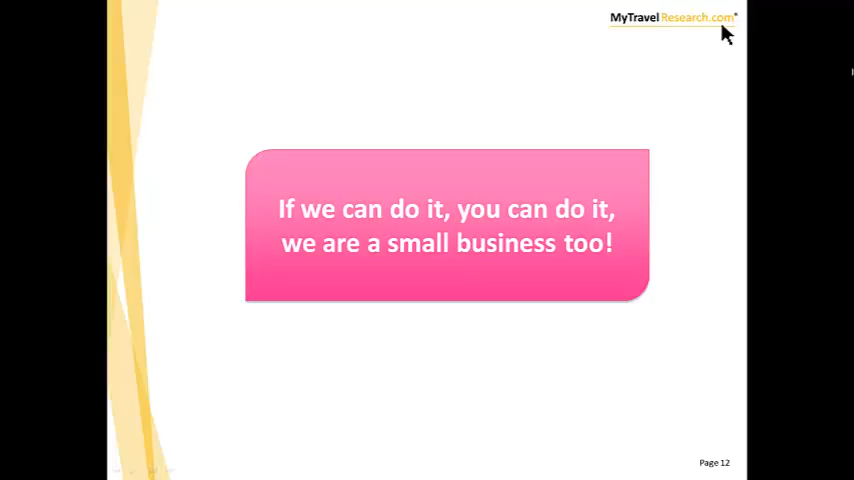 MyTravelResearch.com®
If we can do it, you can do it,
we are a small business too!
Page 12